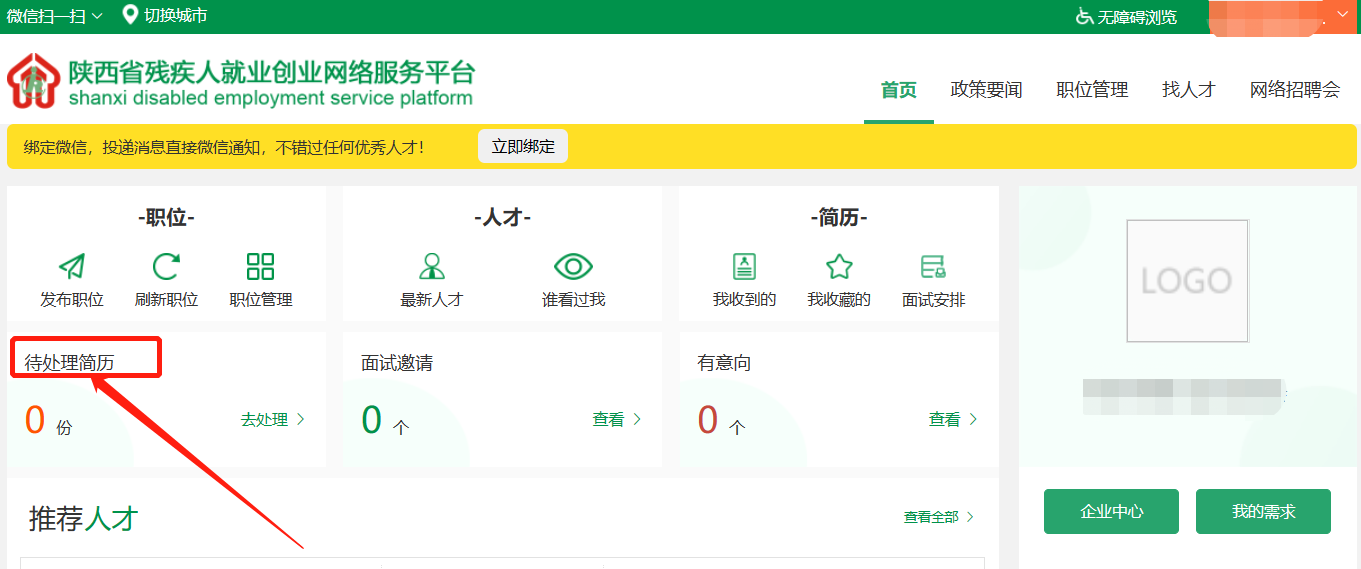 微信扫一扫 切换城市 无障碍浏览
陕西省残疾人就业创业网络服务平台
shanxi disabled employment service platform
首页 政策要闻 职位管理 找人才 网络招聘会
绑定微信，投递消息直接微信通知，不错过任何优秀人才！ 立即绑定
-职位- -人才- -简历-
发布职位 刷新职位 职位管理 最新人才 谁看过我 我收到的 我收藏的 面试安排
LOGO
待处理简历 面试邀请 有意向
0 份 去处理 0 个 查看 0 个 查看
推荐人才 查看全部
企业中心 我的需求